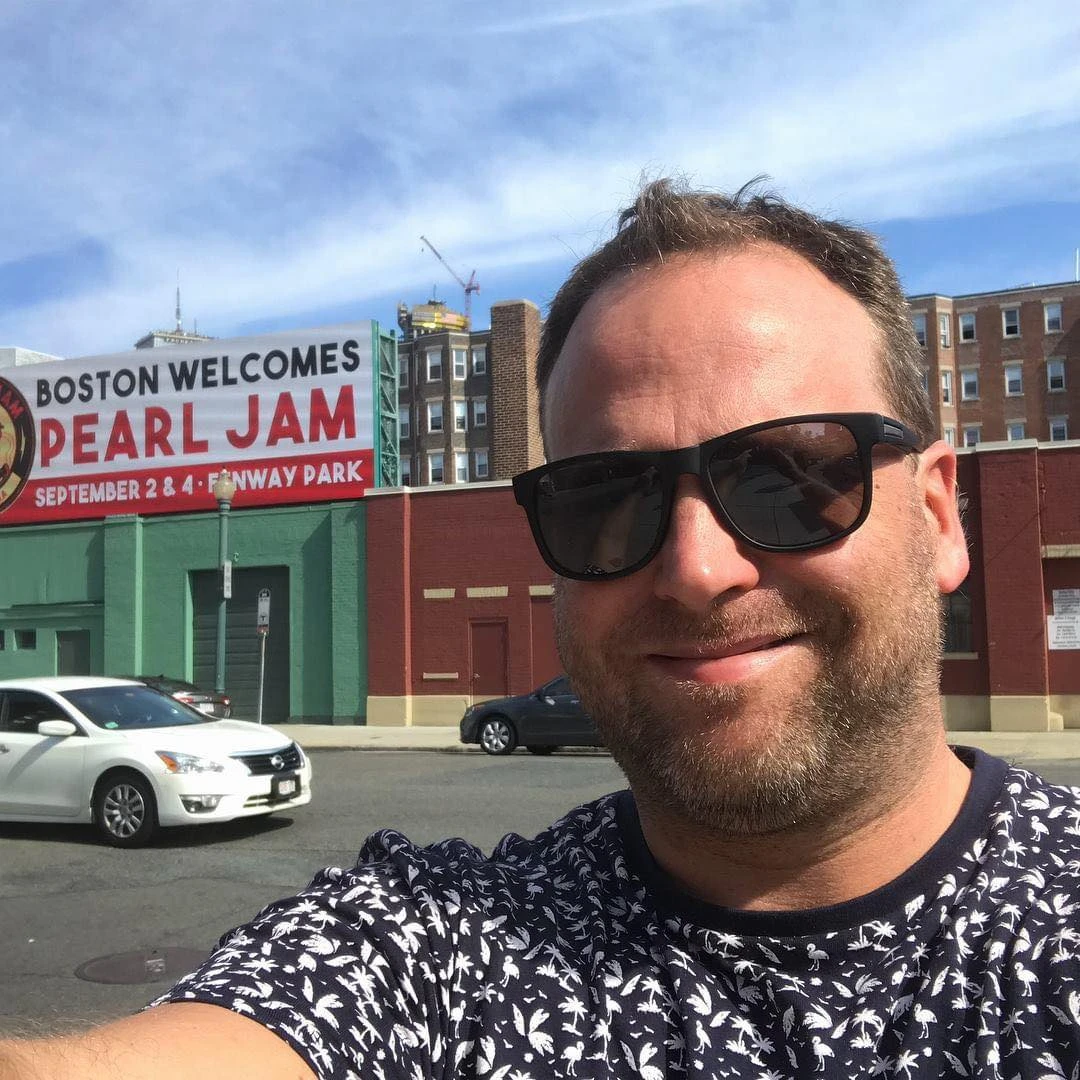 BOSTON WELCOMES
PEARL JAM
SEPTEMBER 2 & 4 · FENWAY PARK